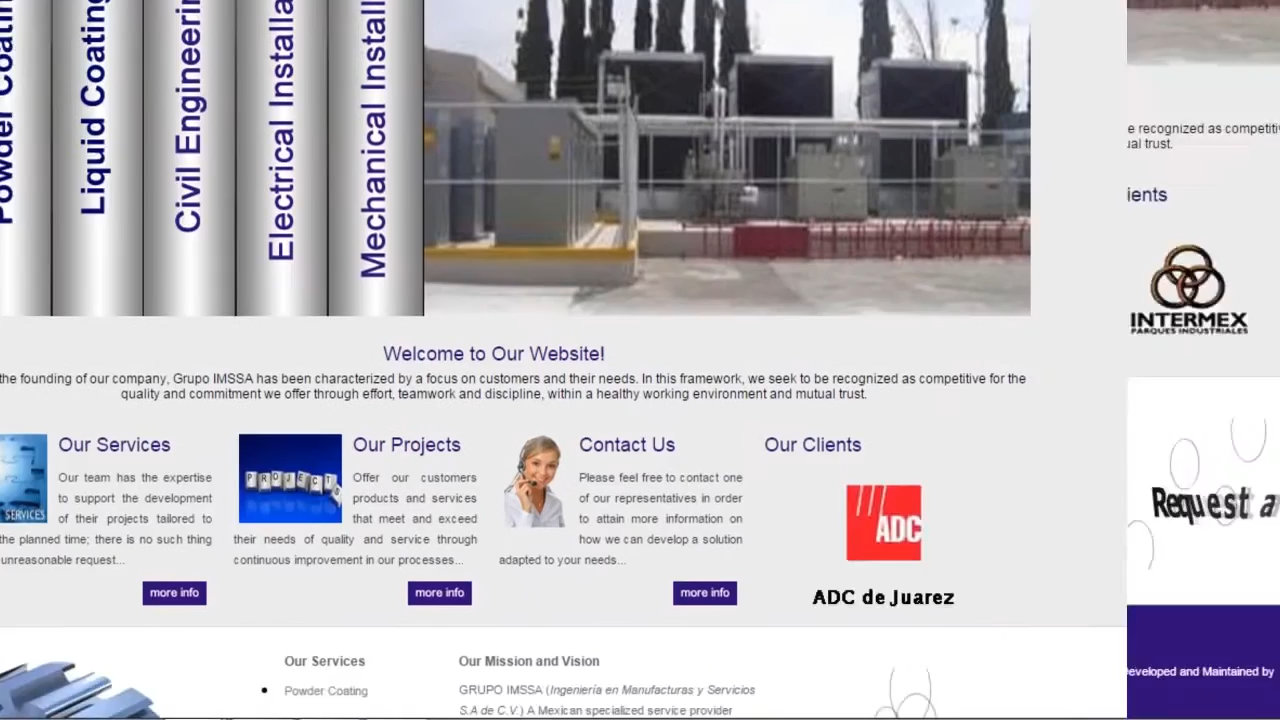 Powder Coatin
Liquid Coating
Civil Engineerin
Electrical Installa
Mechanical Install
Welcome to Our Website!
the founding of our company, Grupo IMSSA has been characterized by a focus on customers and their needs. In this framework, we seek to be recognized as competitive for the
quality and commitment we offer through effort, teamwork and discipline, within a healthy working environment and mutual trust.
SERVICES
Our Services
Our team has the expertise
to support the development
of their projects tailored to
the planned time; there is no such thing
unreasonable request...
more info
PROJECTS
Our Projects
Offer our customers
products and services
that meet and exceed
their needs of quality and service through
continuous improvement in our processes...
more info
Contact Us
Please feel free to contact one
of our representatives in order
to attain more information on
how we can develop a solution
adapted to your needs...
more info
Our Clients
ADC
ADC de Juarez
Our Services
Powder Coating
Our Mission and Vision
GRUPO IMSSA (Ingeniería en Manufacturas y Servicios
S.A de C.V.) A Mexican specialized service provider
e recognized as competiti
ual trust.
ients
INTERMEX
PARQUES INDUSTRIALES
Request a
eveloped and Maintained by